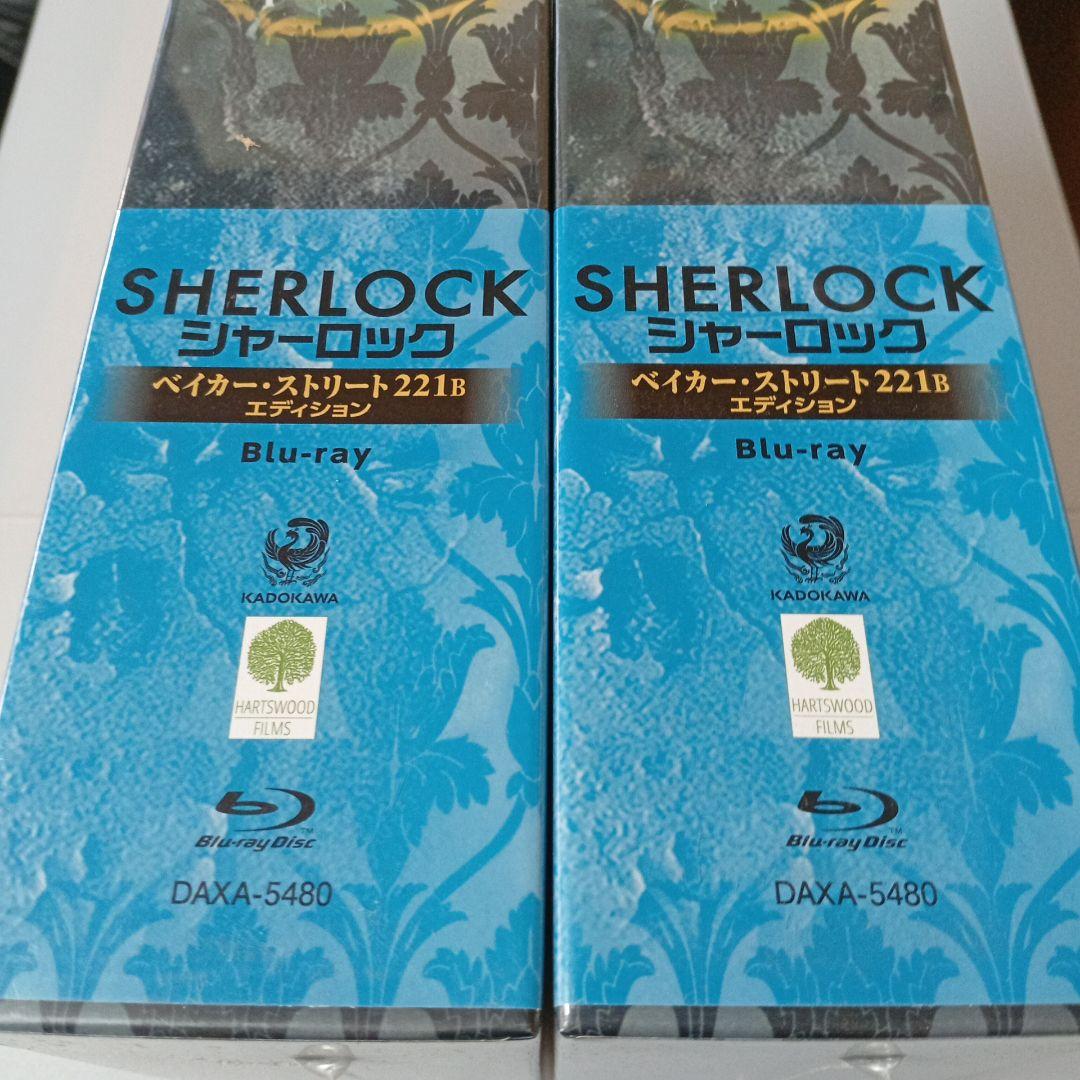 SHERLOCK
シャーロック
ベイカー・ストリート221B
エディション
Blu-ray
KADOKAWA
HARTSWOOD
FILMS
Blu-ray Disc
TM
DAXA-5480
SHERLOCK
シャーロック
ベイカー・ストリート221B
エディション
Blu-ray
KADOKAWA
HARTSWOOD
FILMS
Blu-ray Disc
TM
DAXA-5480